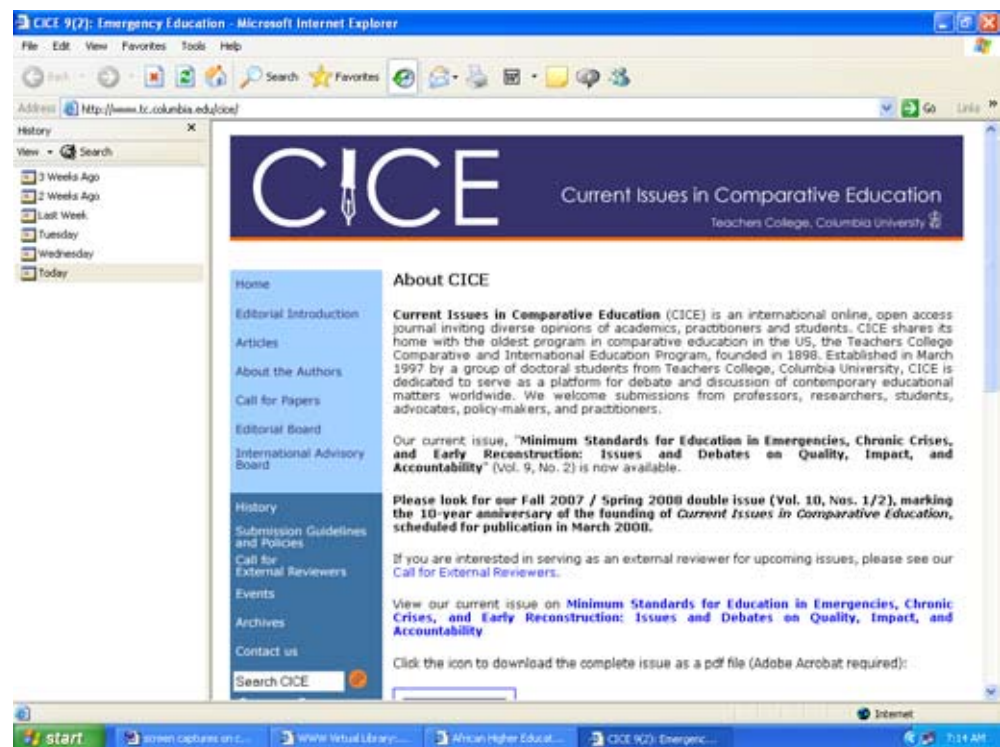 CICE 9(2): Emergency Education - Microsoft Internet Explorer
File Edit View Favorites Tools Help
Back Search Favorites
Address http://www.tc.columbia.edu/cice/ Go Links »
History
View Search
3 Weeks Ago
2 Weeks Ago
Last Week
Tuesday
Wednesday
Today
CICE
Current Issues in Comparative Education
Teachers College, Columbia University
Home
Editorial Introduction
Articles
About the Authors
Call for Papers
Editorial Board
International Advisory
Board
History
Submission Guidelines
and Policies
Call for
External Reviewers
Events
Archives
Contact us
Search CICE
About CICE
Current Issues in Comparative Education (CICE) is an international online, open access
journal inviting diverse opinions of academics, practitioners and students. CICE shares its
home with the oldest program in comparative education in the US, the Teachers College
Comparative and International Education Program, founded in 1898. Established in March
1997 by a group of doctoral students from Teachers College, Columbia University, CICE is
dedicated to serve as a platform for debate and discussion of contemporary educational
matters worldwide. We welcome submissions from professors, researchers, students,
advocates, policy-makers, and practitioners.
Our current issue, "Minimum Standards for Education in Emergencies, Chronic Crises,
and Early Reconstruction: Issues and Debates on Quality, Impact, and
Accountability" (Vol. 9, No. 2) is now available.
Please look for our Fall 2007 / Spring 2008 double issue (Vol. 10, Nos. 1/2), marking
the 10-year anniversary of the founding of Current Issues in Comparative Education,
scheduled for publication in March 2008.
If you are interested in serving as an external reviewer for upcoming issues, please see our
Call for External Reviewers.
View our current issue on Minimum Standards for Education in Emergencies, Chronic
Crises, and Early Reconstruction: Issues and Debates on Quality, Impact, and
Accountability
Click the icon to download the complete issue as a pdf file (Adobe Acrobat required):
Internet
start
screen captures on c...
WWW Virtual Library:...
African Higher Educat...
CICE 9(2): Emergenc...
7:14 AM